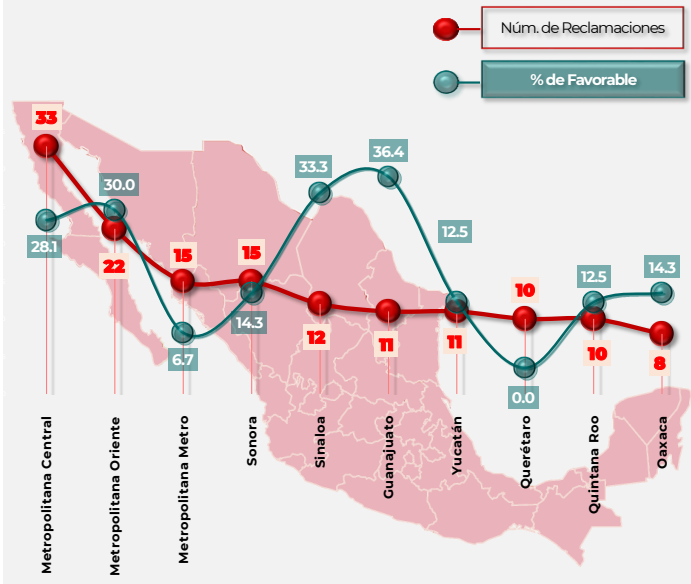 Núm. de Reclamaciones
% de Favorable
33
36.4
33.3
30.0
12.5
28.1
22
15
15
10
12.5
14.3
14.3
6.7
12
11
11
10
8
0.0
Metropolitana Central
Metropolitana Oriente
Metropolitana Metro
Sonora
Sinaloa
Guanajuato
Yucatán
Querétaro
Quintana Roo
Oaxaca